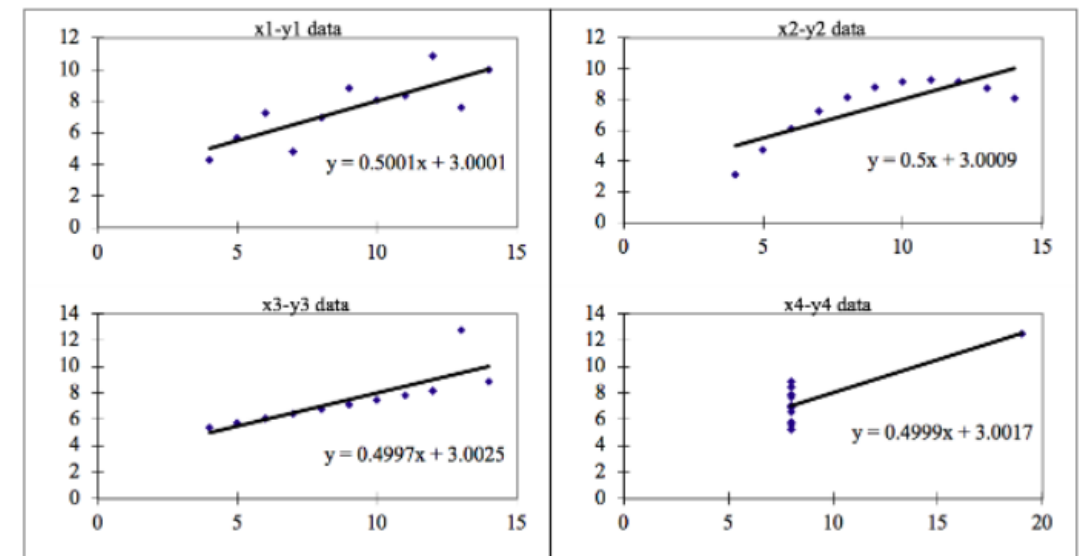 x1-y1 data
12
10
8
6
4
2
0
0 5 10 15
y = 0.5001x + 3.0001
x2-y2 data
12
10
8
6
4
2
0
0 5 10 15
y = 0.5x + 3.0009
x3-y3 data
14
12
10
8
6
4
2
0
0 5 10 15
y = 0.4997x + 3.0025
x4-y4 data
14
12
10
8
6
4
2
0
0 5 10 15 20
y = 0.4999x + 3.0017